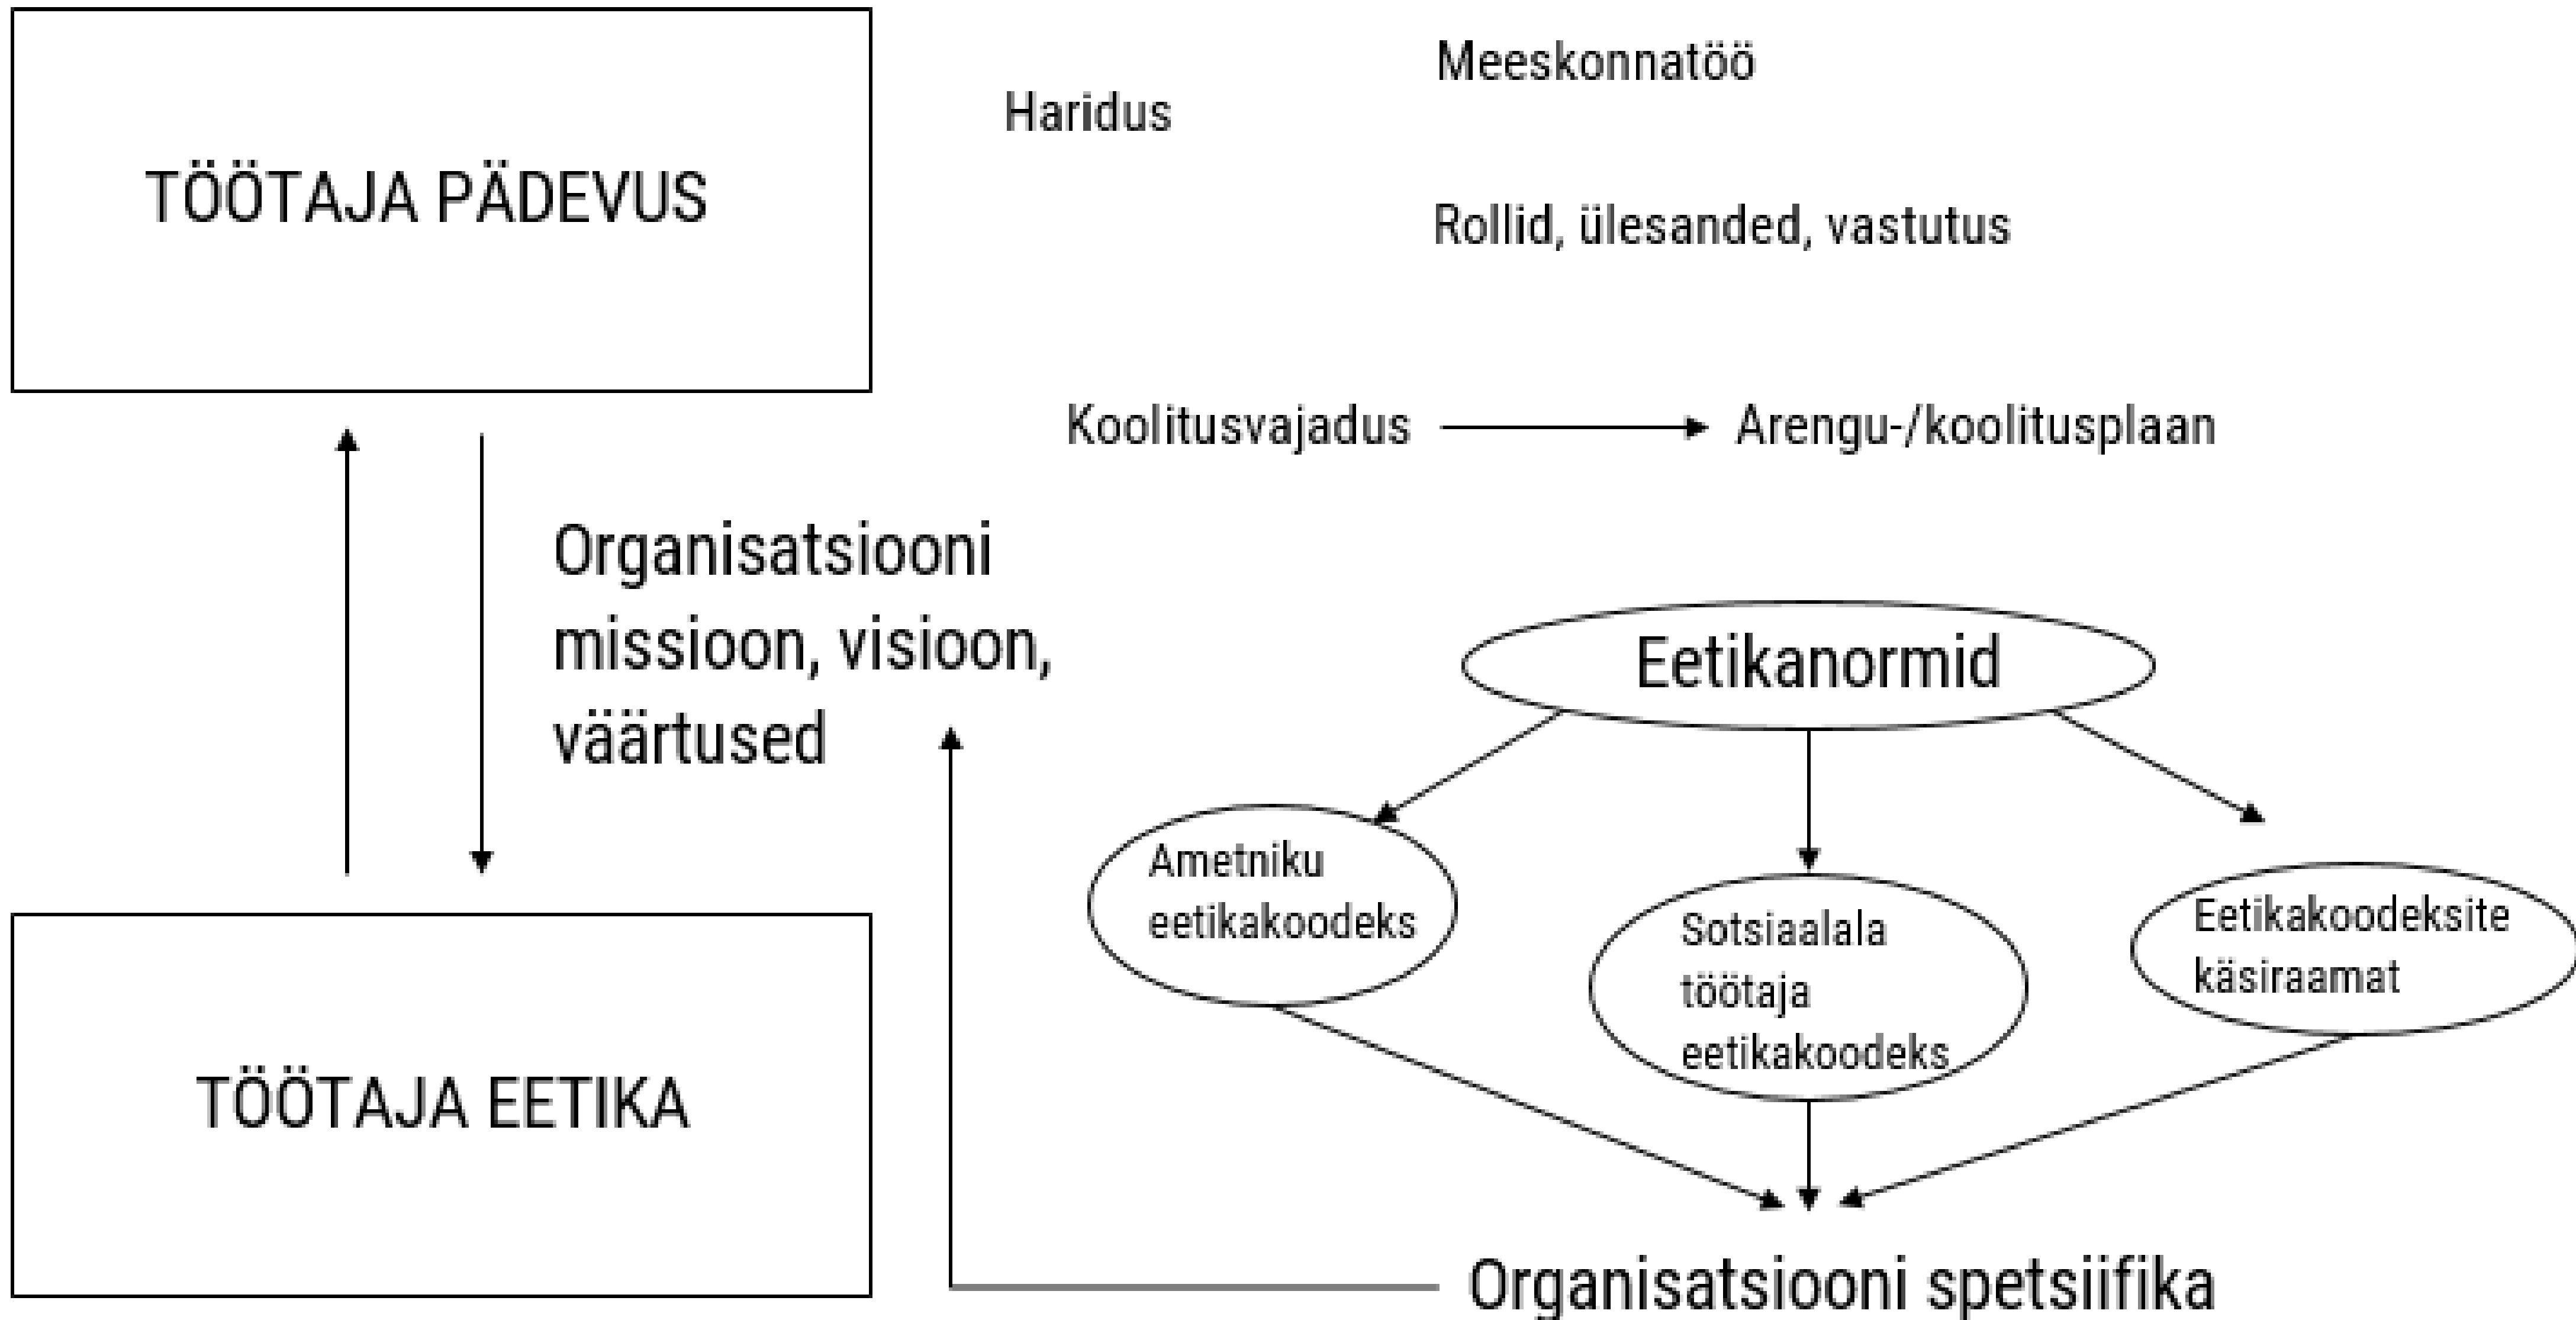 TÖÖTAJA PÄDEVUS
Haridus
Meeskonnatöö
Rollid, ülesanded, vastutus
Koolitusvajadus
Arengu-/koolitusplaan
Organisatsiooni
missioon, visioon,
väärtused
Eetikanormid
Ametniku
eetikakoodeks
Sotsiaalala
töötaja
eetikakoodeks
Eetikakoodeksite
käsiraamat
TÖÖTAJA EETIKA
Organisatsiooni spetsiifika